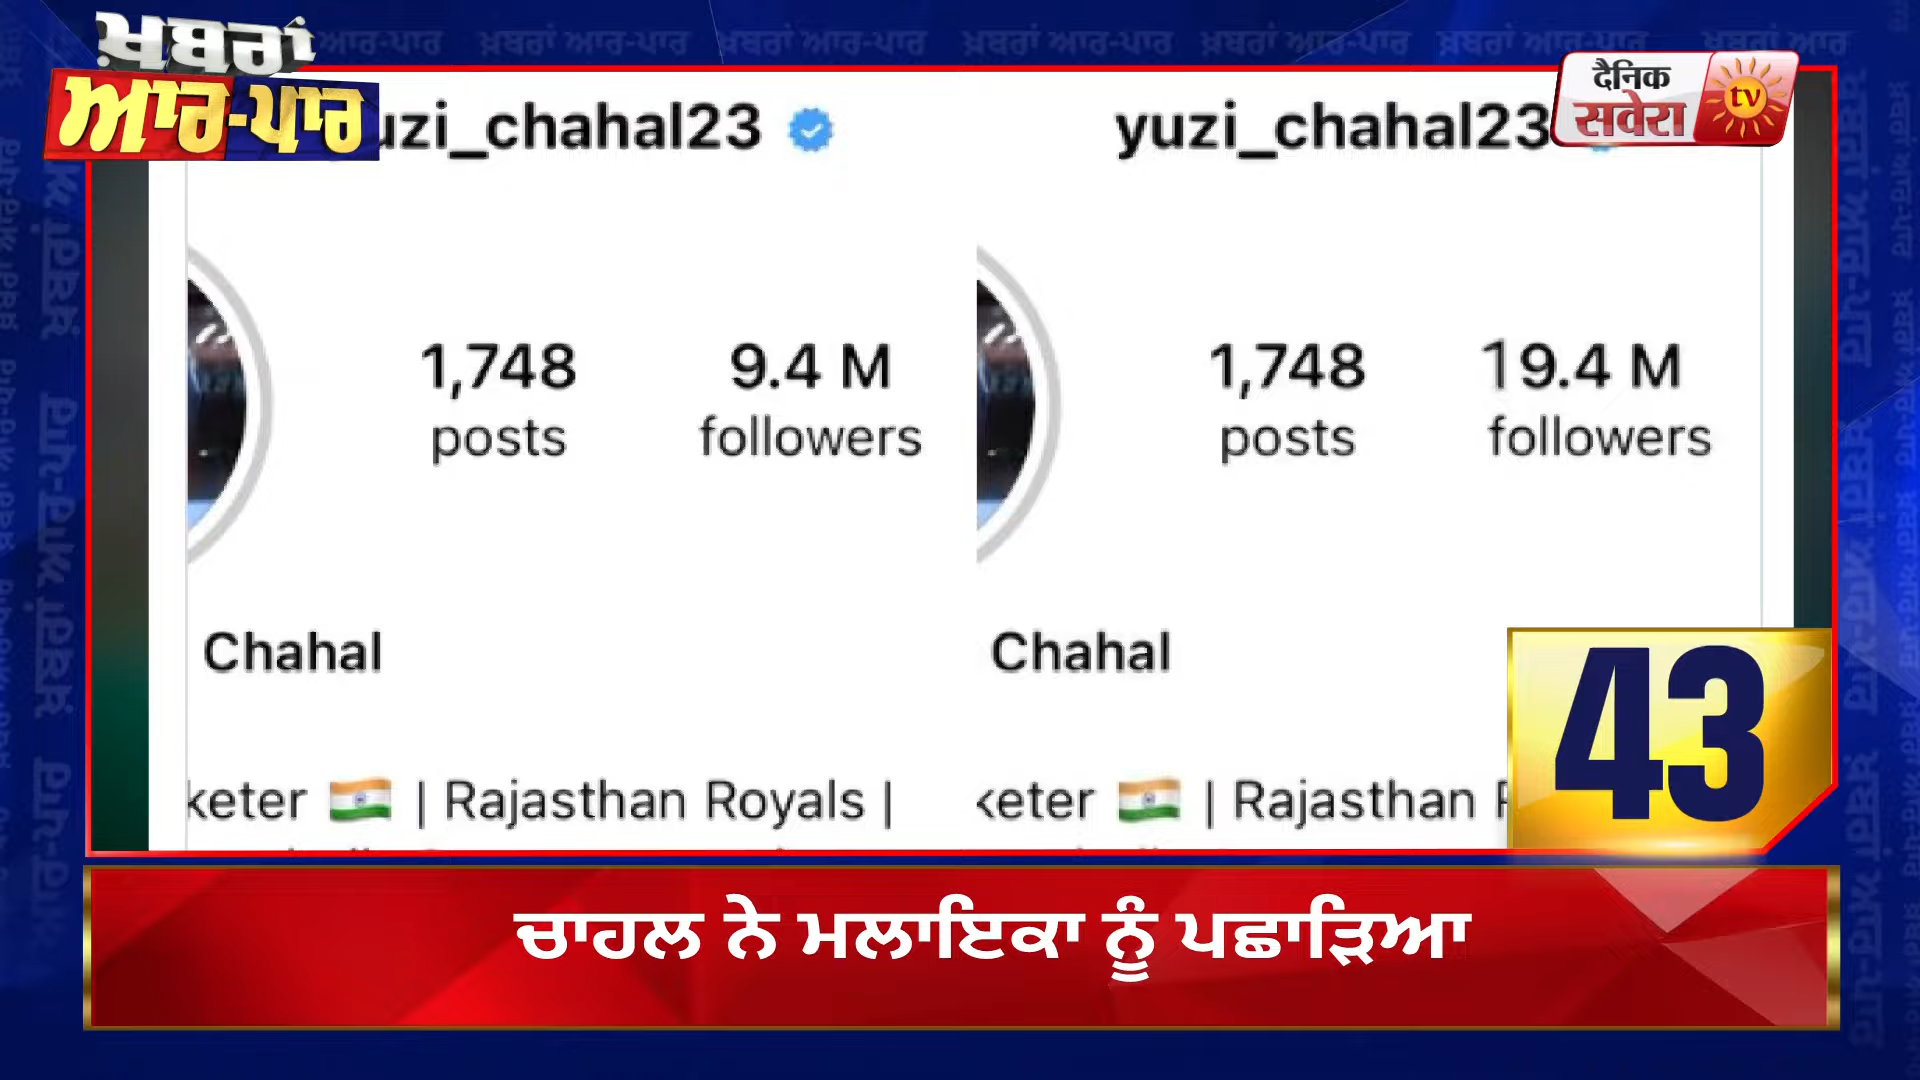 ਖ਼ਬਰਾਂ
ਆਰ-ਪਾਰ
दैनिक
सवेरा
tv
uzi_chahal23
yuzi_chahal23
1,748
posts
9.4 M
followers
1,748
posts
19.4 M
followers
Chahal
Chahal
keter 🇮🇳 | Rajasthan Royals |
keter 🇮🇳 | Rajasthan
43
ਚਾਹਲ ਨੇ ਮਲਾਇਕਾ ਨੂੰ ਪਛਾੜਿਆ